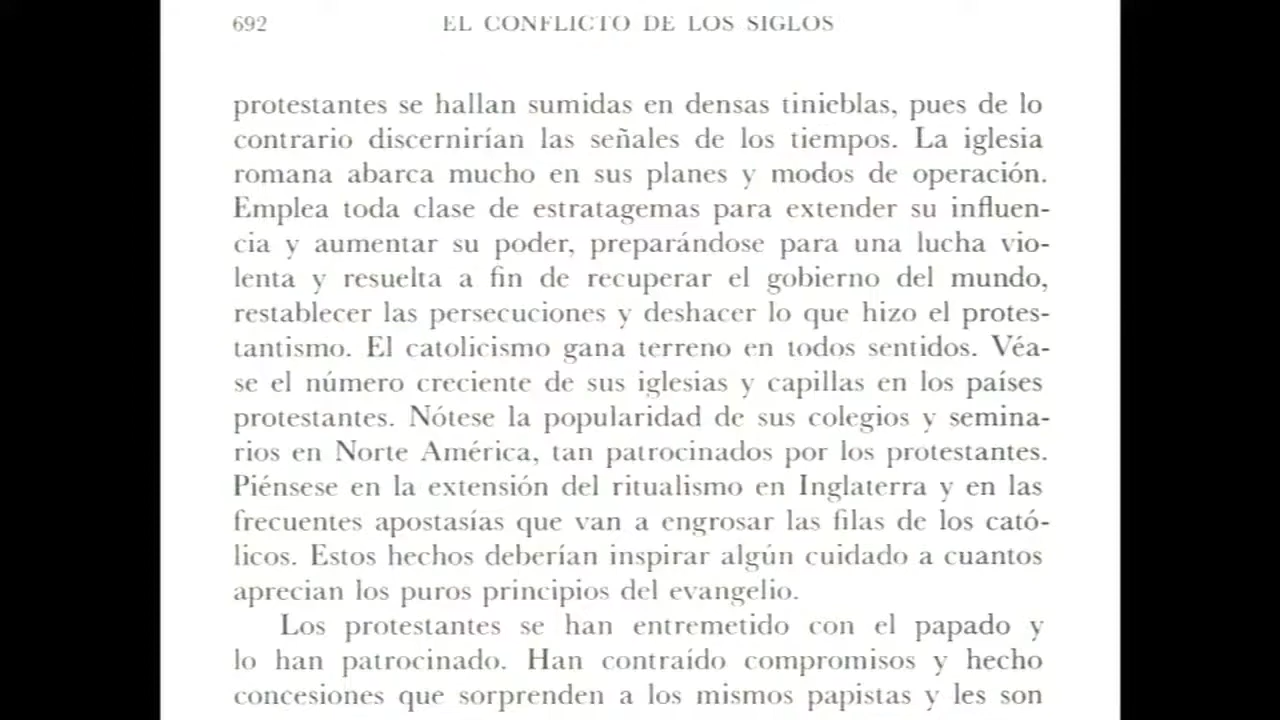 692 EL CONFLICTO DE LOS SIGLOS
protestantes se hallan sumidas en densas tinieblas, pues de lo
contrario discernirían las señales de los tiempos. La iglesia
romana abarca mucho en sus planes y modos de operación.
Emplea toda clase de estratagemas para extender su influen-
cia y aumentar su poder, preparándose para una lucha vio-
lenta y resuelta a fin de recuperar el gobierno del mundo,
restablecer las persecuciones y deshacer lo que hizo el protes-
tantismo. El catolicismo gana terreno en todos sentidos. Véa-
se el número creciente de sus iglesias y capillas en los países
protestantes. Nótese la popularidad de sus colegios y semina-
rios en Norte América, tan patrocinados por los protestantes.
Piénsese en la extensión del ritualismo en Inglaterra y en las
frecuentes apostasías que van a engrosar las filas de los cató-
licos. Estos hechos deberían inspirar algún cuidado a cuantos
aprecian los puros principios del evangelio.
Los protestantes se han entremetido con el papado y
lo han patrocinado. Han contraído compromisos y hecho
concesiones que sorprenden a los mismos papistas y les son